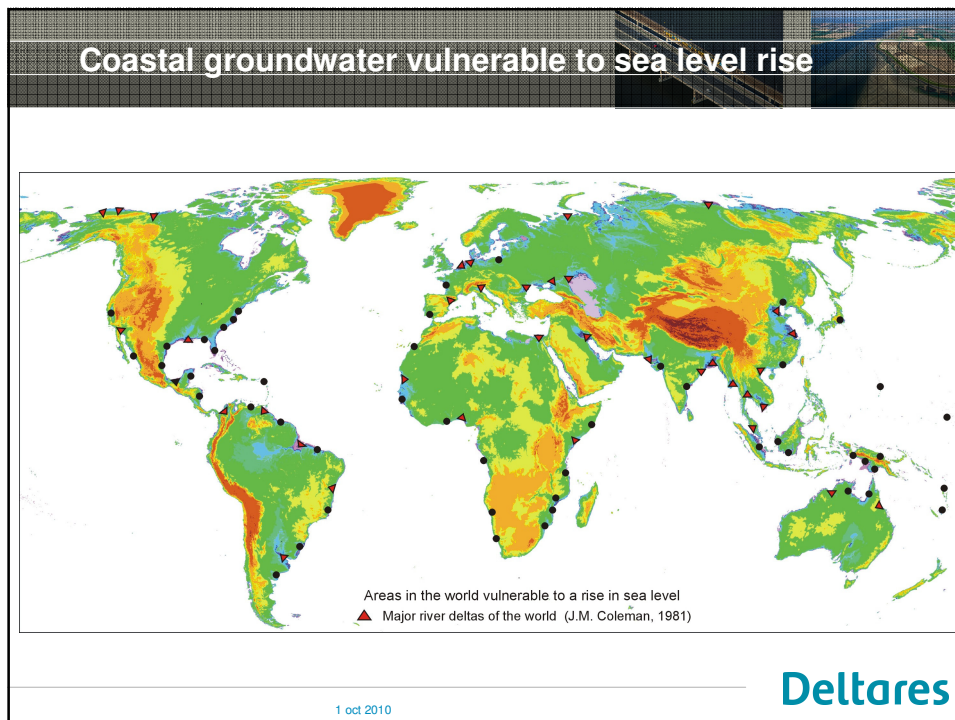 Coastal groundwater vulnerable to sea level rise
Areas in the world vulnerable to a rise in sea level
Major river deltas of the world (J.M. Coleman, 1981)
Deltares
1 oct 2010